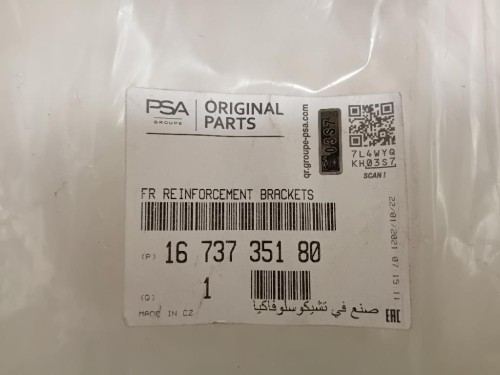 PSA
GROUPE
ORIGINAL
PARTS
qr.groupe-psa.com
03S7
7L4WYQ
KH03S7
SCAN !
FR REINFORCEMENT BRACKETS
(P) 16 737 351 80
(Q) 1
MADE IN CZ
صنع في تشيكوسلوفاكيا
22/01/2021 07 15 11
EAC